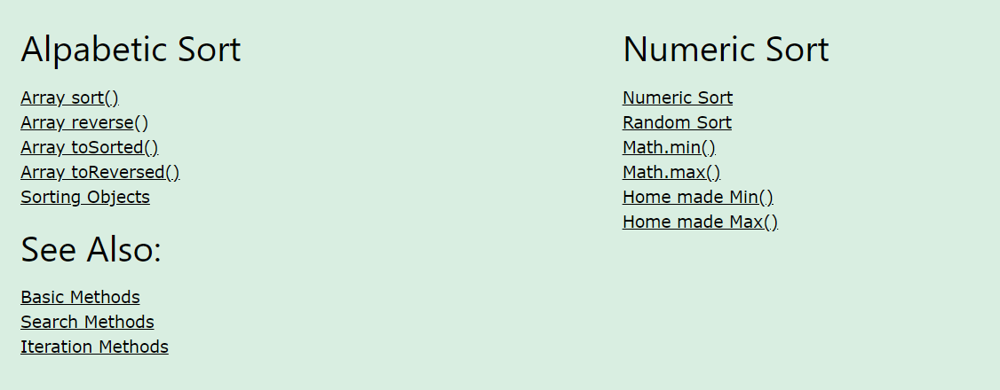 Alpabetic Sort
Array sort()
Array reverse()
Array toSorted()
Array toReversed()
Sorting Objects
See Also:
Basic Methods
Search Methods
Iteration Methods
Numeric Sort
Numeric Sort
Random Sort
Math.min()
Math.max()
Home made Min()
Home made Max()